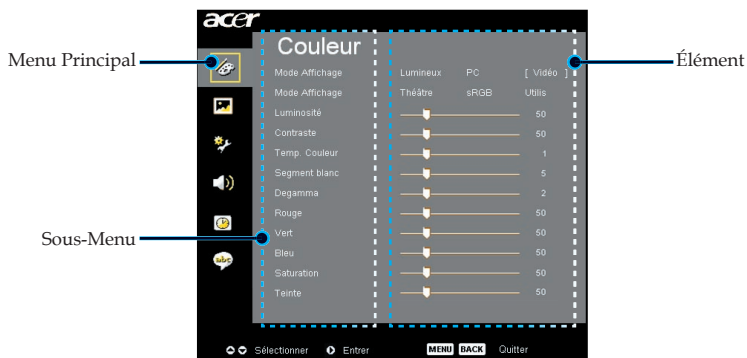 acer
Couleur
Menu Principal
Élément
Mode Affichage Lumineux PC [ Vidéo ]
Mode Affichage Théâtre sRGB Utilis
Luminosité 50
Contraste 50
Temp. Couleur 1
Segment blanc 5
Degamma 2
Rouge 50
Sous-Menu
Vert 50
Bleu 50
abc
Saturation 50
Teinte 50
Sélectionner Entrer MENU BACK Quitter